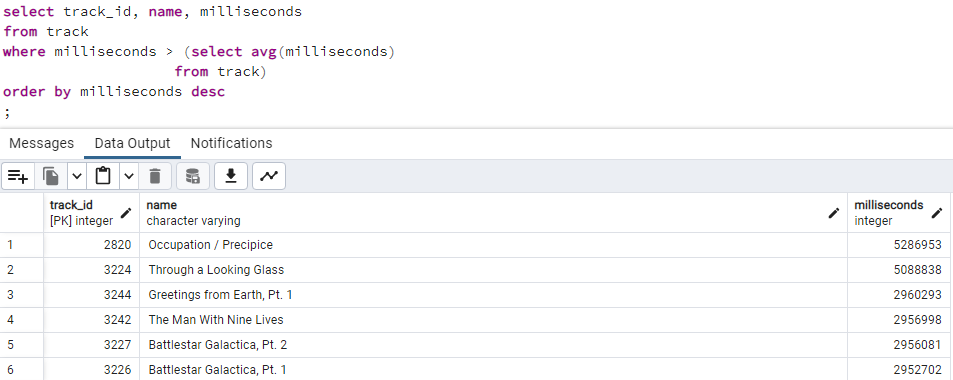 select track_id, name, milliseconds
from track
where milliseconds > (select avg(milliseconds)
from track)
order by milliseconds desc
;
Messages Data Output Notifications
track_id name milliseconds
[PK] integer character varying integer
1 2820 Occupation / Precipice 5286953
2 3224 Through a Looking Glass 5088838
3 3244 Greetings from Earth, Pt. 1 2960293
4 3242 The Man With Nine Lives 2956998
5 3227 Battlestar Galactica, Pt. 2 2956081
6 3226 Battlestar Galactica, Pt. 1 2952702